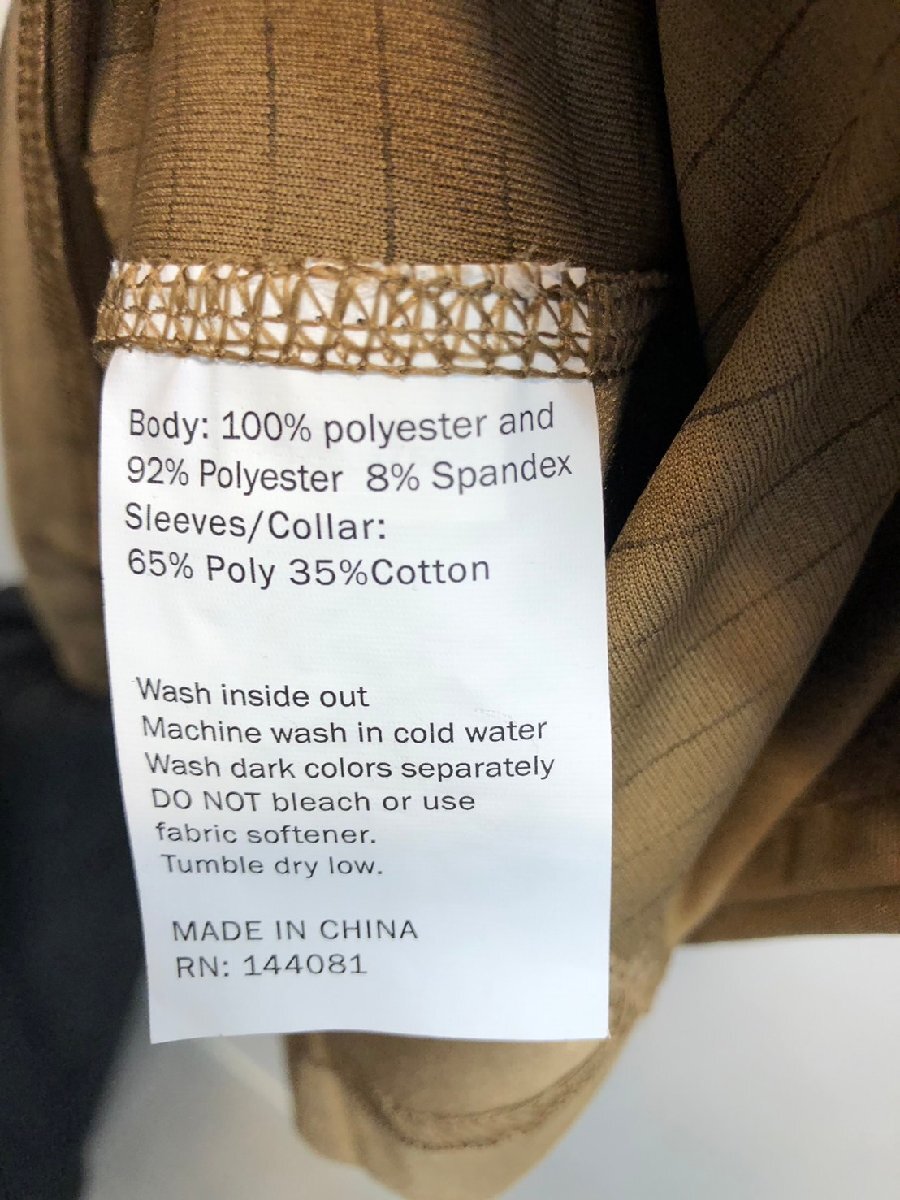 Body: 100% polyester and
92% Polyester 8% Spandex
Sleeves/Collar:
65% Poly 35%Cotton
Wash inside out
Machine wash in cold water
Wash dark colors separately
DO NOT bleach or use
fabric softener.
Tumble dry low.
MADE IN CHINA
RN: 144081